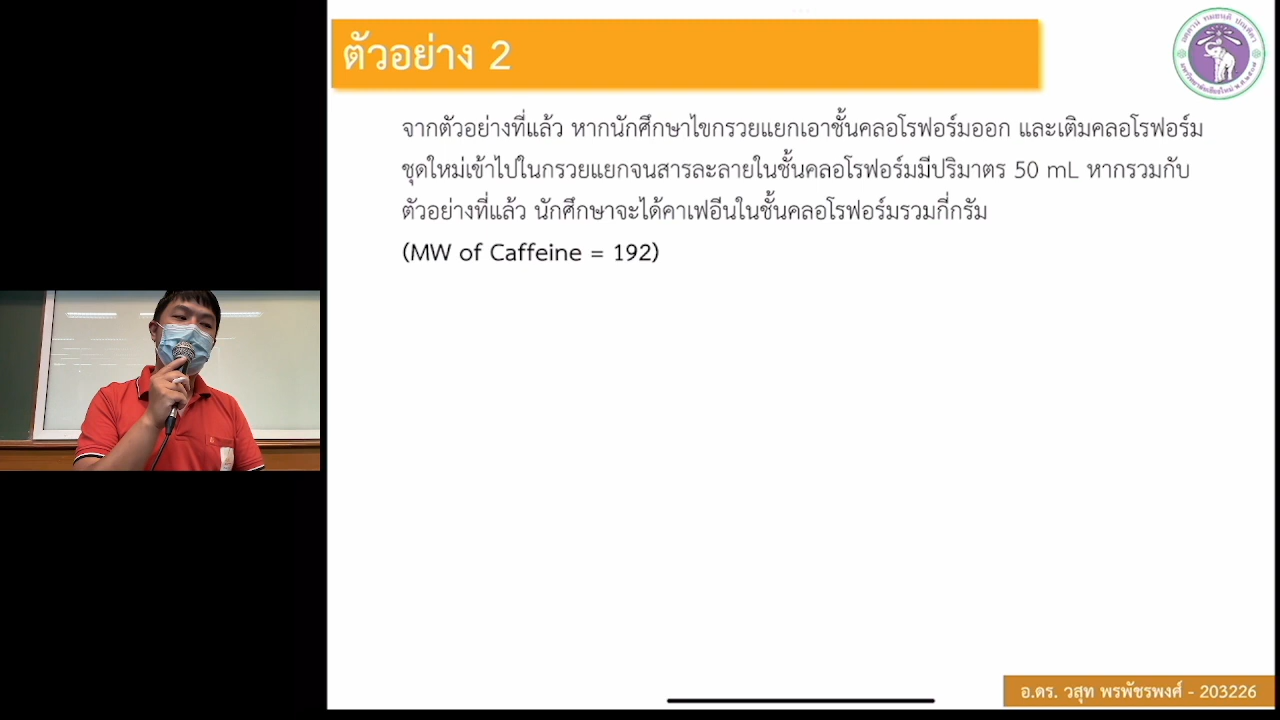 ตัวอย่าง 2
จากตัวอย่างที่แล้ว หากนักศึกษาไขกรวยแยกเอาชั้นคลอโรฟอร์มออก และเติมคลอโรฟอร์ม
ชุดใหม่เข้าไปในกรวยแยกจนสารละลายในชั้นคลอโรฟอร์มมีปริมาตร 50 mL หากรวมกับ
ตัวอย่างที่แล้ว นักศึกษาจะได้คาเฟอีนในชั้นคลอโรฟอร์มรวมกี่กรัม
(MW of Caffeine = 192)
อ.ดร. วสุท พรพัชรพงศ์ - 203226